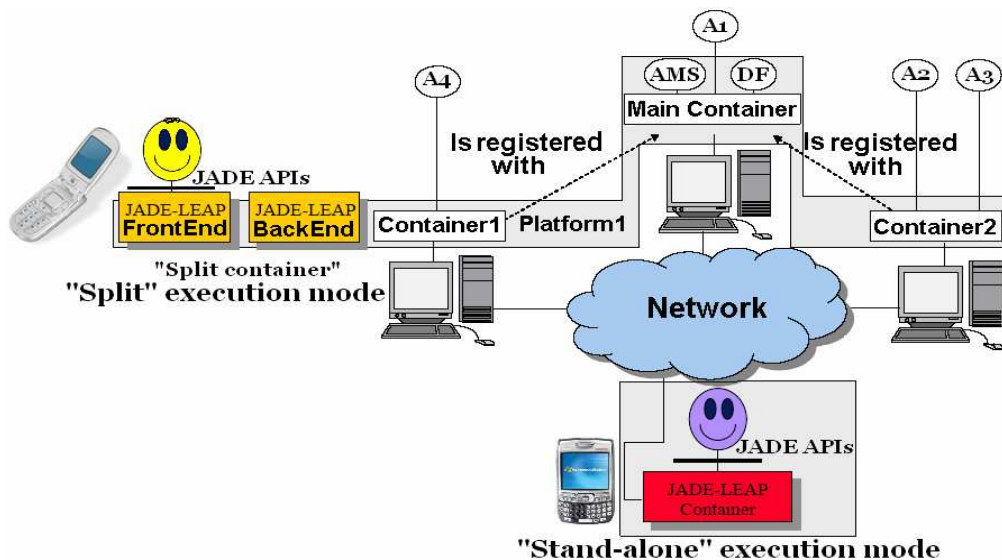 A1
AMS
DF
A4
A2
A3
Main Container
Is registered
with
Is registered
with
JADE APIs
JADE-LEAP
FrontEnd
JADE-LEAP
BackEnd
Container1
Platform1
Container2
"Split container"
"Split" execution mode
Network
JADE APIs
JADE-LEAP
Container
"Stand-alone" execution mode